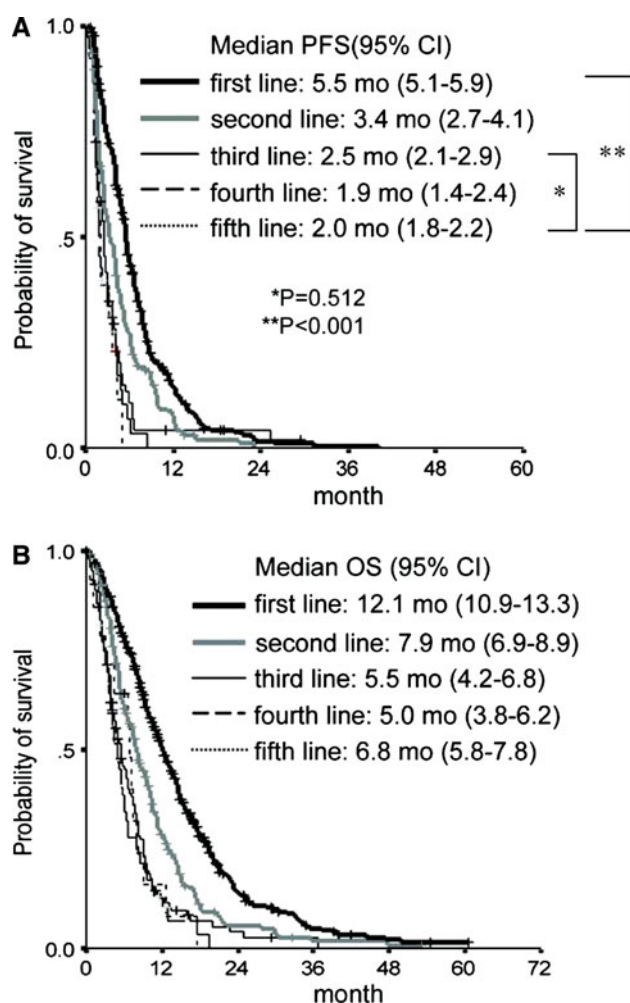 A
Median PFS(95% CI)
first line: 5.5 mo (5.1-5.9)
second line: 3.4 mo (2.7-4.1)
third line: 2.5 mo (2.1-2.9)
fourth line: 1.9 mo (1.4-2.4)
fifth line: 2.0 mo (1.8-2.2)
**
*
*P=0.512
**P<0.001
Probability of survival
1.0
.5
0.0
0 12 24 36 48 60
month
B
Median OS (95% CI)
first line: 12.1 mo (10.9-13.3)
second line: 7.9 mo (6.9-8.9)
third line: 5.5 mo (4.2-6.8)
fourth line: 5.0 mo (3.8-6.2)
fifth line: 6.8 mo (5.8-7.8)
Probability of survival
1.0
.5
0.0
0 12 24 36 48 60 72
month